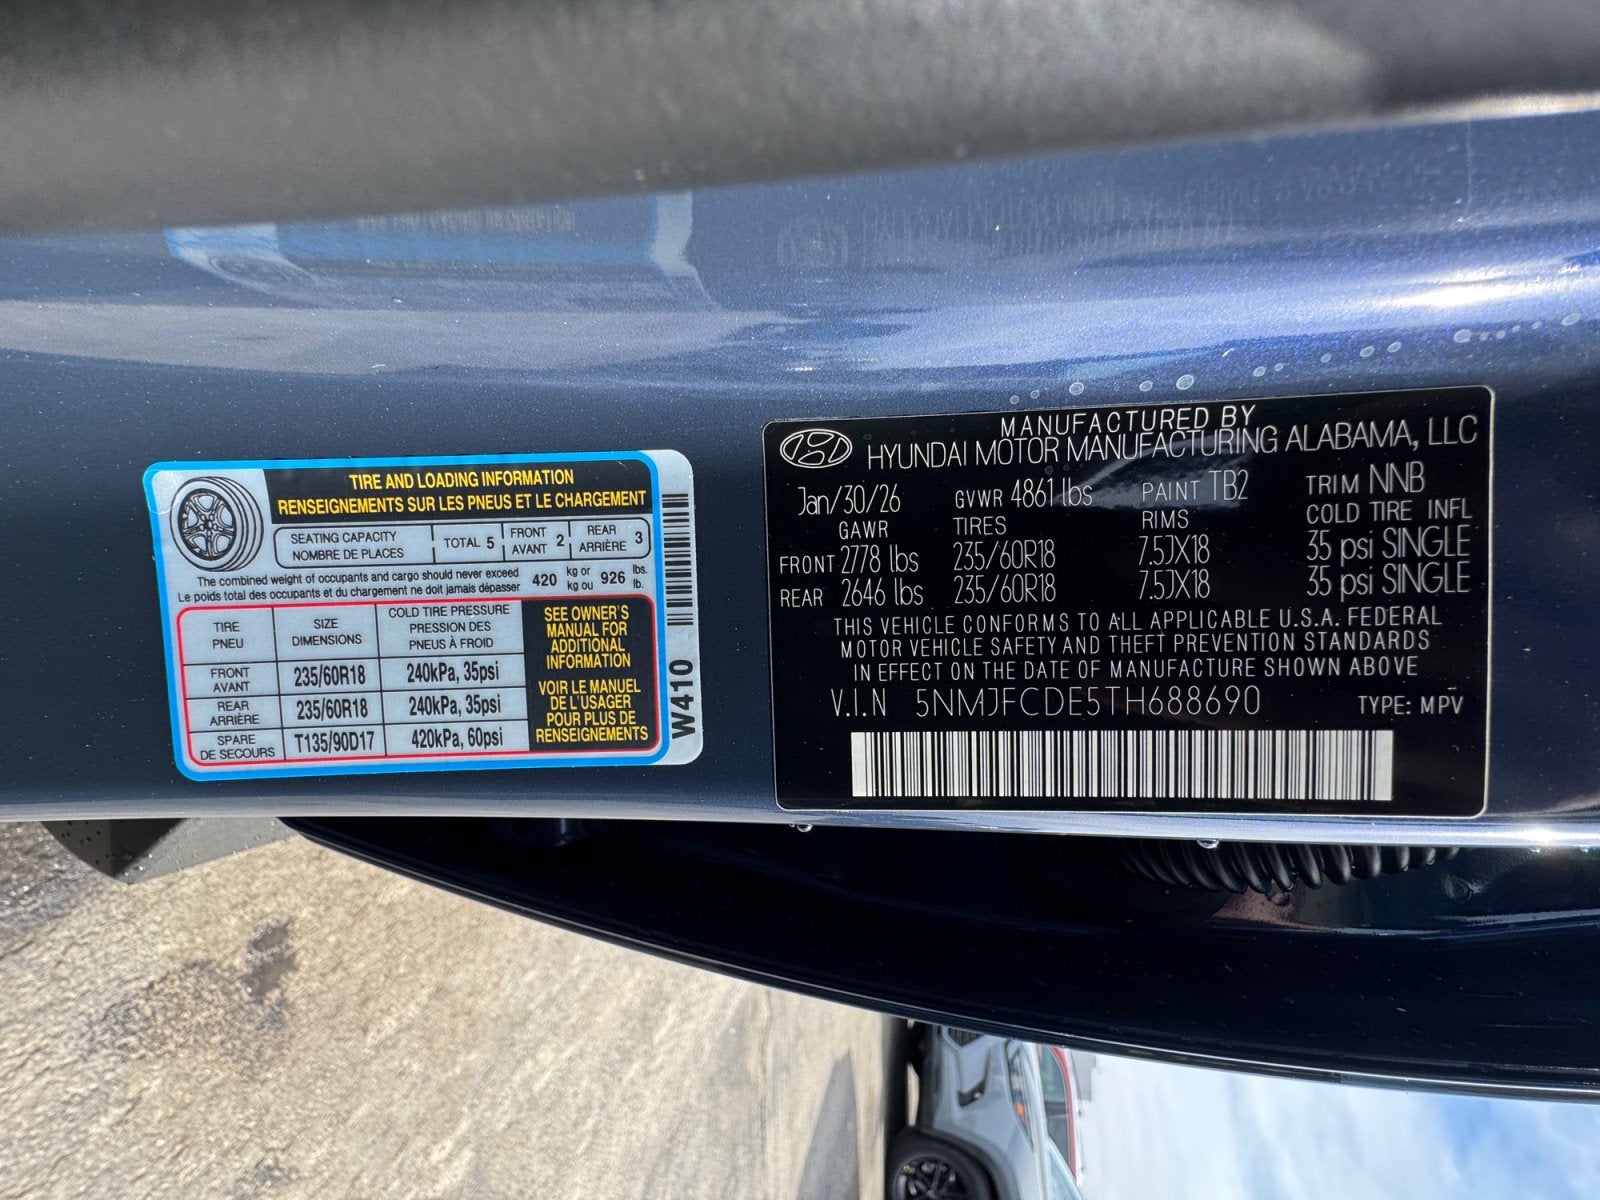 TIRE AND LOADING INFORMATION
RENSEIGNEMENTS SUR LES PNEUS ET LE CHARGEMENT
SEATING CAPACITY
NOMBRE DE PLACES
TOTAL 5
FRONT
AVANT 2
REAR
ARRIÈRE 3
The combined weight of occupants and cargo should never exceed
Le poids total des occupants et du chargement ne doit jamais dépasser
420 kg or
kg ou 926 lbs.
lb.
TIRE
PNEU
SIZE
DIMENSIONS
COLD TIRE PRESSURE
PRESSION DES
PNEUS À FROID
FRONT
AVANT
235/60R18
240kPa, 35psi
REAR
ARRIÈRE
235/60R18
240kPa, 35psi
SPARE
DE SECOURS
T135/90D17
420kPa, 60psi
SEE OWNER'S
MANUAL FOR
ADDITIONAL
INFORMATION
VOIR LE MANUEL
DE L'USAGER
POUR PLUS DE
RENSEIGNEMENTS
W410
MANUFACTURED BY
HYUNDAI MOTOR MANUFACTURING ALABAMA, LLC
Jan/30/26 GVWR 4861 lbs PAINT TB2 TRIM NNB
GAWR TIRES RIMS COLD TIRE INFL
FRONT 2778 lbs 235/60R18 7.5JX18 35 psi SINGLE
REAR 2646 lbs 235/60R18 7.5JX18 35 psi SINGLE
THIS VEHICLE CONFORMS TO ALL APPLICABLE U.S.A. FEDERAL
MOTOR VEHICLE SAFETY AND THEFT PREVENTION STANDARDS
IN EFFECT ON THE DATE OF MANUFACTURE SHOWN ABOVE
V.I.N 5NMJFCDE5TH688690 TYPE: MPV